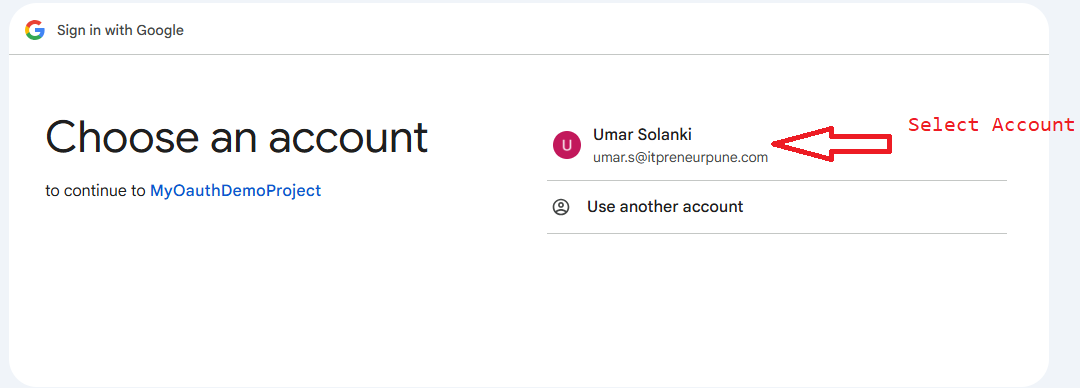 Sign in with Google
Choose an account
to continue to MyOauthDemoProject
U
Umar Solanki
umar.s@itpreneurpune.com
Select Account
Use another account